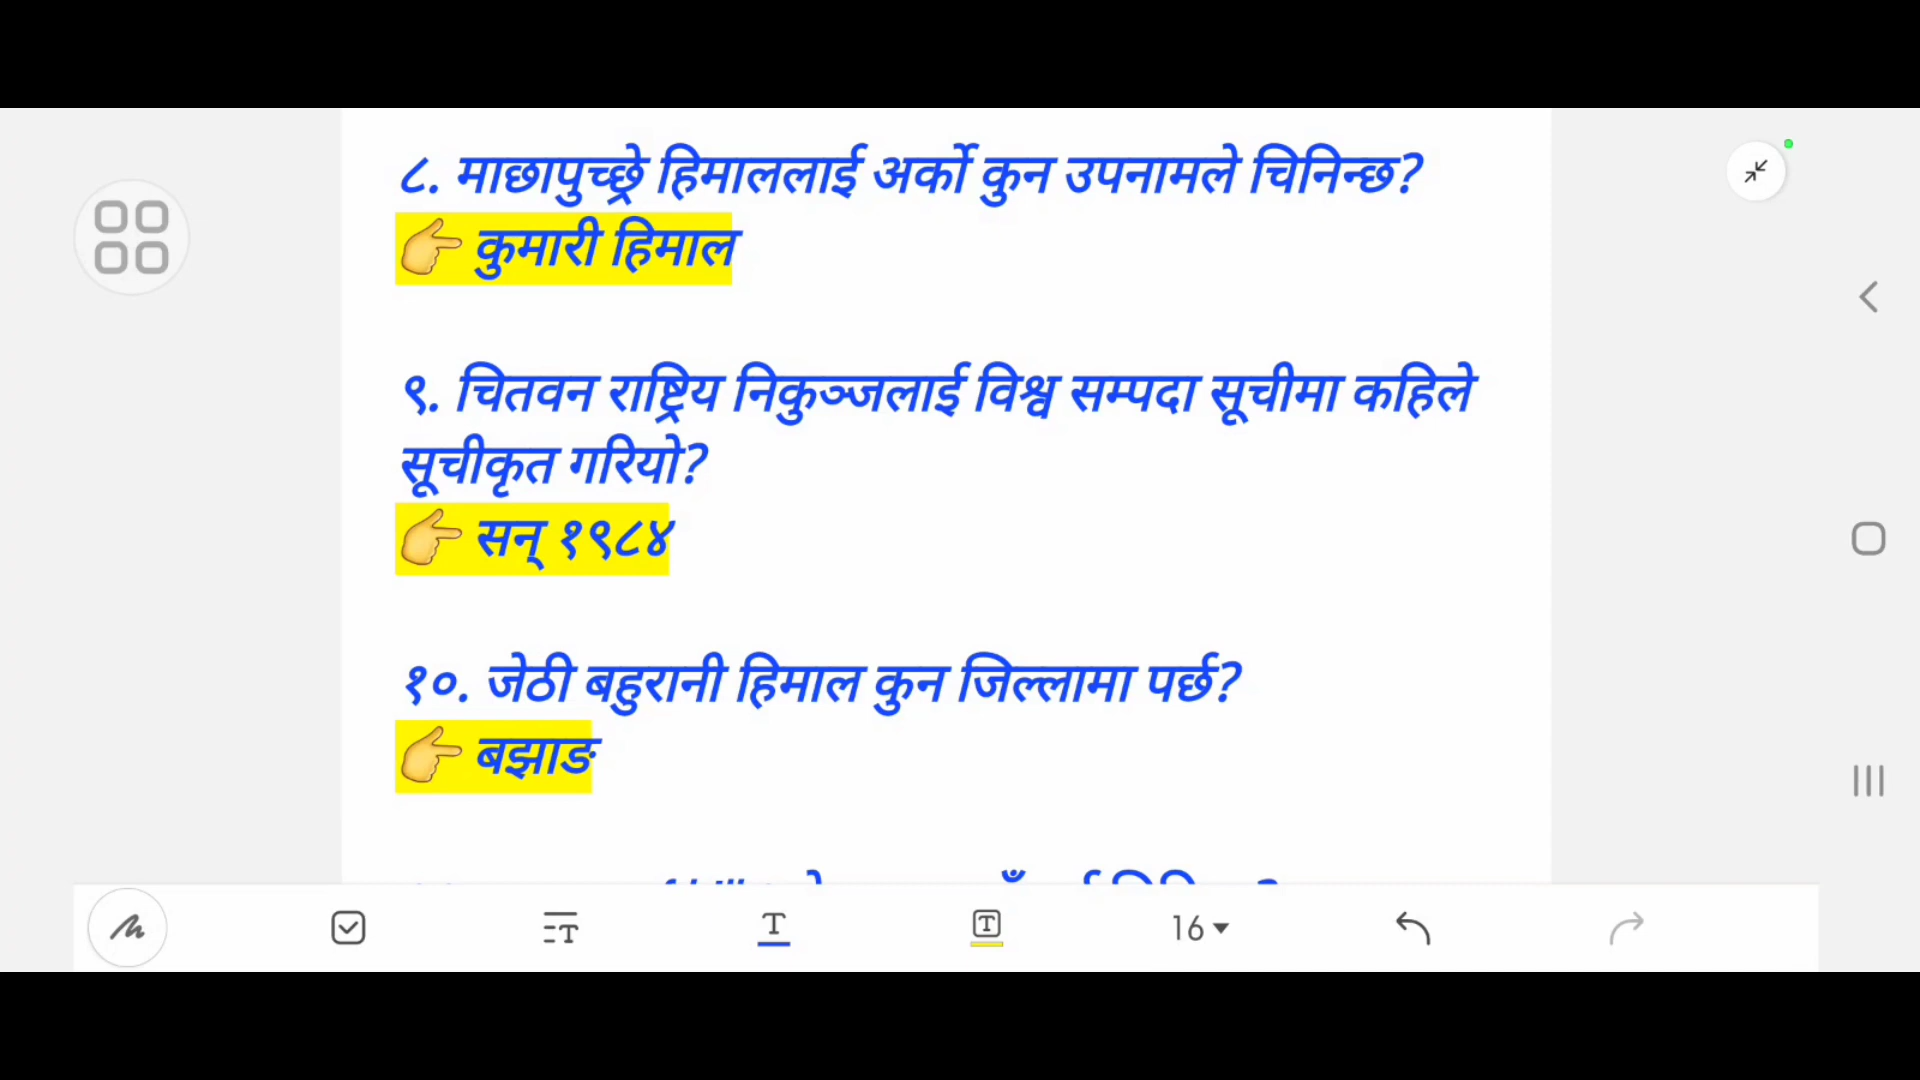 ८. माछापुच्छ्रे हिमाललाई अर्को कुन उपनामले चिनिन्छ?
👉 कुमारी हिमाल
९. चितवन राष्ट्रिय निकुञ्जलाई विश्व सम्पदा सूचीमा कहिले
सूचीकृत गरियो?
👉 सन् १९८४
१०. जेठी बहुरानी हिमाल कुन जिल्लामा पर्छ?
👉 बझाङ
16